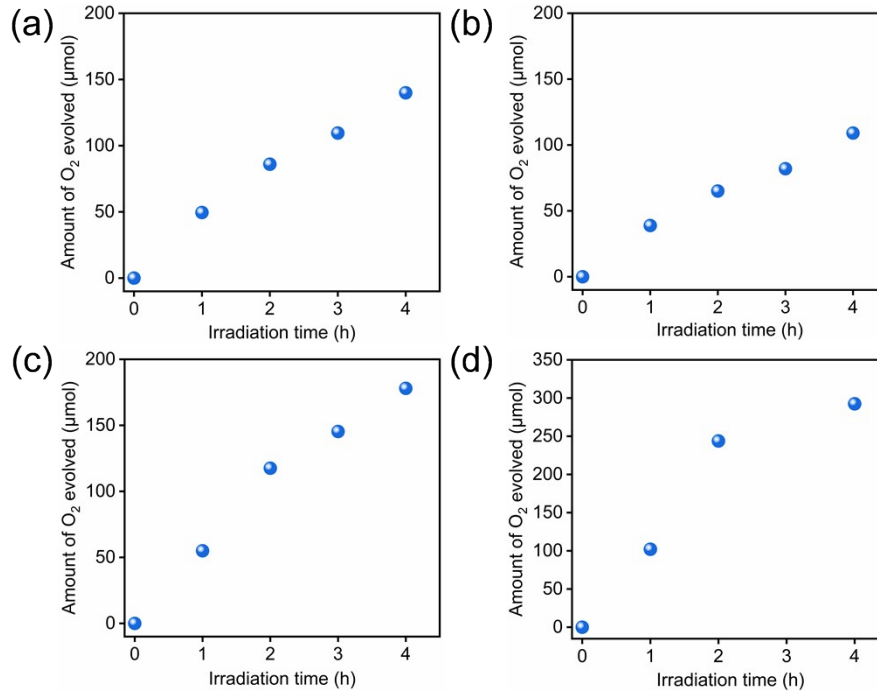 (a)
200
150
100
50
0
Amount of O₂ evolved (μmol)
0 1 2 3 4
Irradiation time (h)
(b)
200
150
100
50
0
Amount of O₂ evolved (μmol)
0 1 2 3 4
Irradiation time (h)
(c)
200
150
100
50
0
Amount of O₂ evolved (μmol)
0 1 2 3 4
Irradiation time (h)
(d)
350
300
250
200
150
100
50
0
Amount of O₂ evolved (μmol)
0 1 2 3 4
Irradiation time (h)